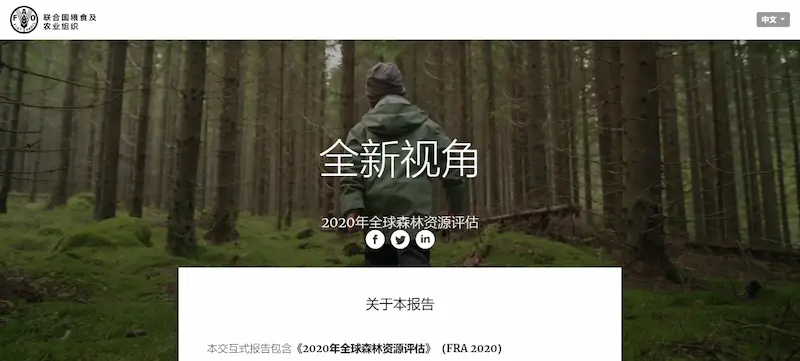 联合国粮食及
农业组织
F A O
中文
全新视角
2020年全球森林资源评估
f in
关于本报告
本交互式报告包含《2020年全球森林资源评估》（FRA 2020）